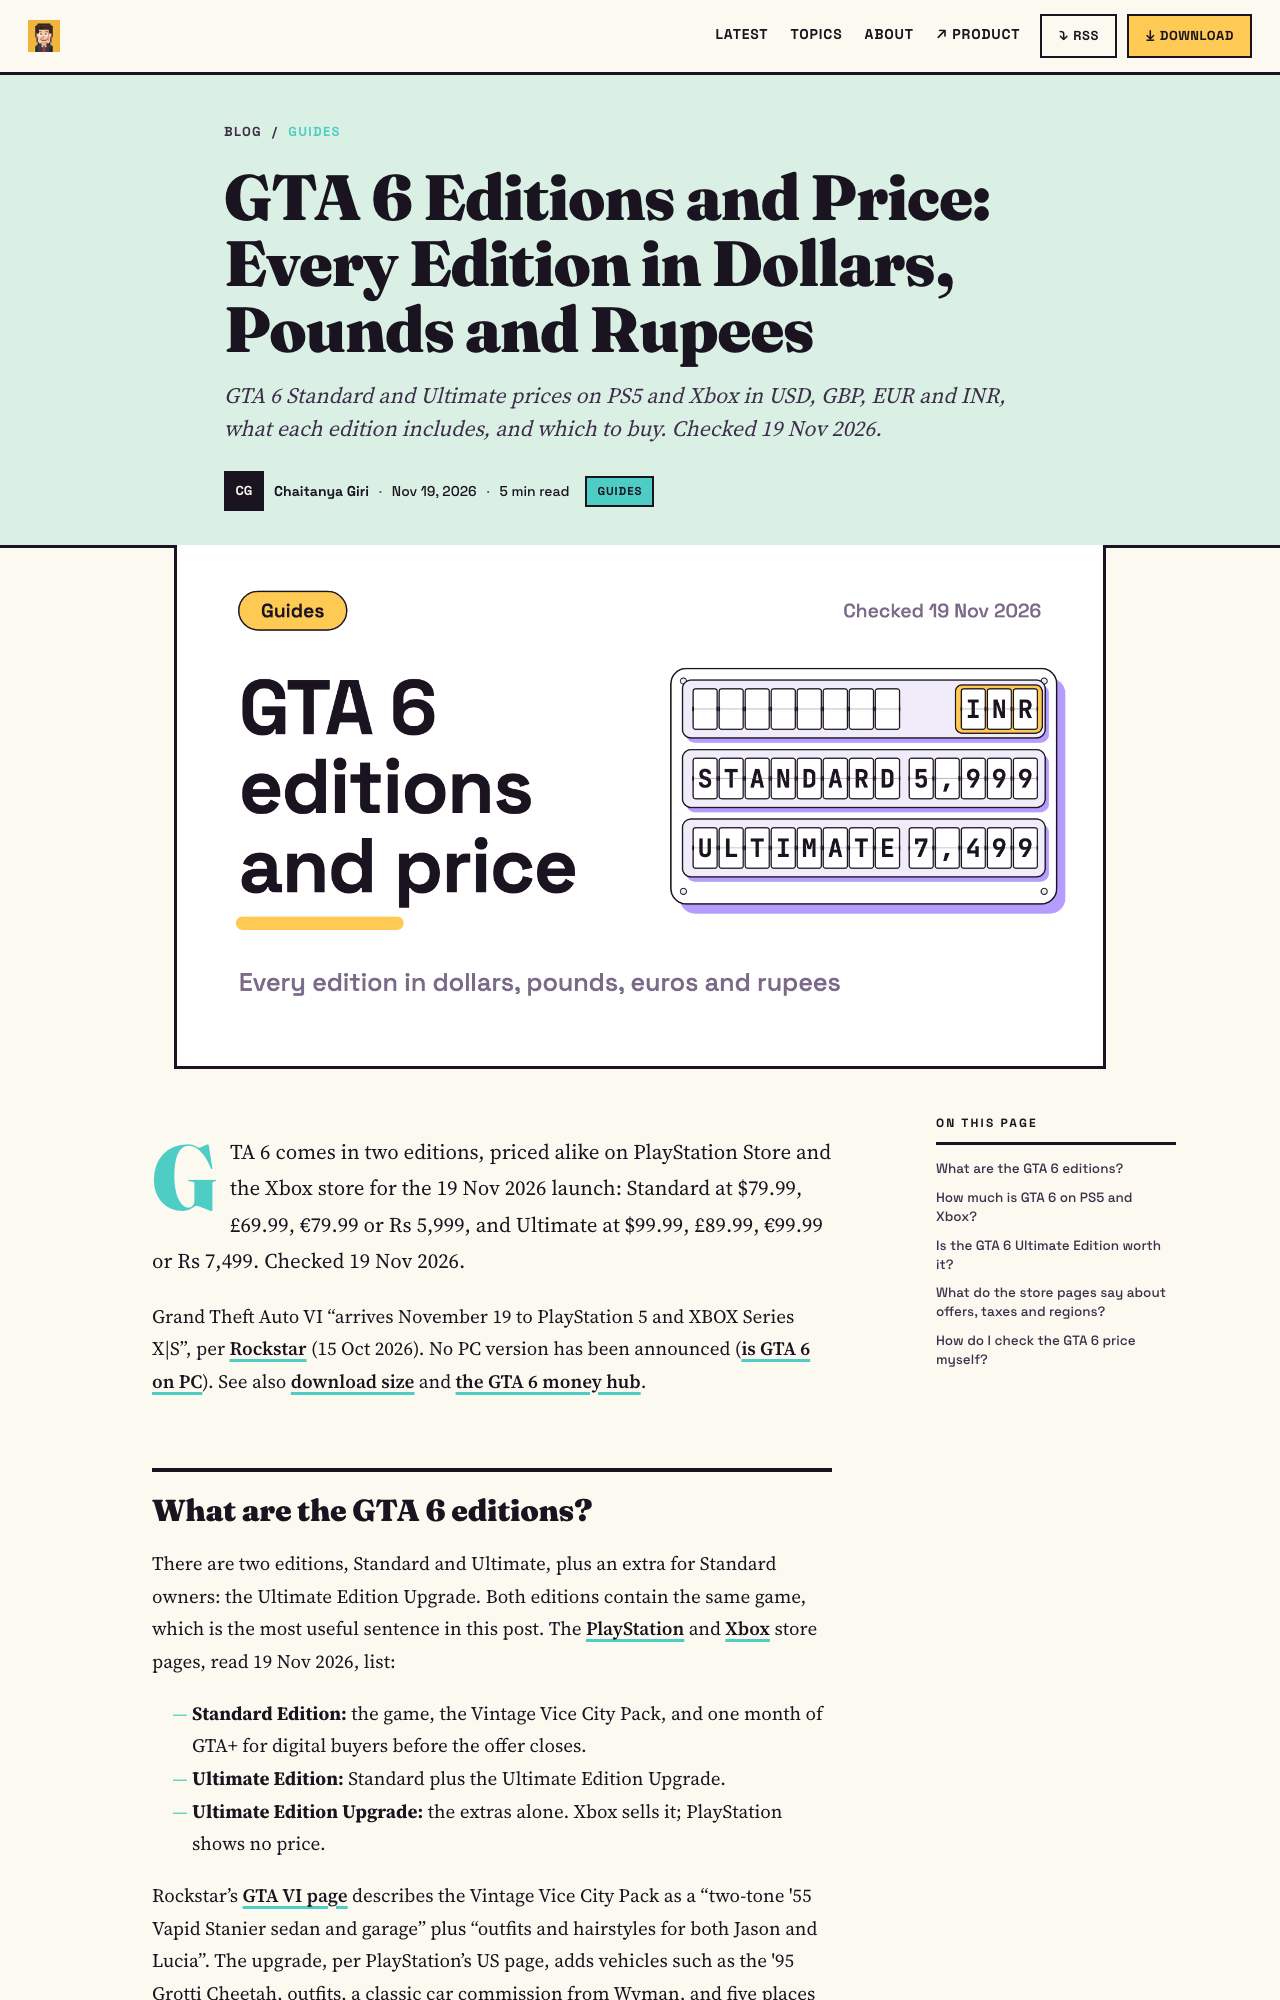 LATEST TOPICS ABOUT ↗ PRODUCT ⤵ RSS ⤓ DOWNLOAD
BLOG / GUIDES
GTA 6 Editions and Price:
Every Edition in Dollars,
Pounds and Rupees
GTA 6 Standard and Ultimate prices on PS5 and Xbox in USD, GBP, EUR and INR,
what each edition includes, and which to buy. Checked 19 Nov 2026.
CG Chaitanya Giri · Nov 19, 2026 · 5 min read GUIDES
Guides
Checked 19 Nov 2026
GTA 6
editions
and price
INR
STANDARD 5,999
ULTIMATE 7,499
Every edition in dollars, pounds, euros and rupees
GTA 6 comes in two editions, priced alike on PlayStation Store and
the Xbox store for the 19 Nov 2026 launch: Standard at $79.99,
£69.99, €79.99 or Rs 5,999, and Ultimate at $99.99, £89.99, €99.99
or Rs 7,499. Checked 19 Nov 2026.
Grand Theft Auto VI “arrives November 19 to PlayStation 5 and XBOX Series
X|S”, per Rockstar (15 Oct 2026). No PC version has been announced (is GTA 6
on PC). See also download size and the GTA 6 money hub.
ON THIS PAGE
What are the GTA 6 editions?
How much is GTA 6 on PS5 and
Xbox?
Is the GTA 6 Ultimate Edition worth
it?
What do the store pages say about
offers, taxes and regions?
How do I check the GTA 6 price
myself?
What are the GTA 6 editions?
There are two editions, Standard and Ultimate, plus an extra for Standard
owners: the Ultimate Edition Upgrade. Both editions contain the same game,
which is the most useful sentence in this post. The PlayStation and Xbox store
pages, read 19 Nov 2026, list:
— Standard Edition: the game, the Vintage Vice City Pack, and one month of
GTA+ for digital buyers before the offer closes.
— Ultimate Edition: Standard plus the Ultimate Edition Upgrade.
— Ultimate Edition Upgrade: the extras alone. Xbox sells it; PlayStation
shows no price.
Rockstar’s GTA VI page describes the Vintage Vice City Pack as a “two-tone '55
Vapid Stanier sedan and garage” plus “outfits and hairstyles for both Jason and
Lucia”. The upgrade, per PlayStation’s US page, adds vehicles such as the '95
Grotti Cheetah, outfits, a classic car commission from Wyman, and five places